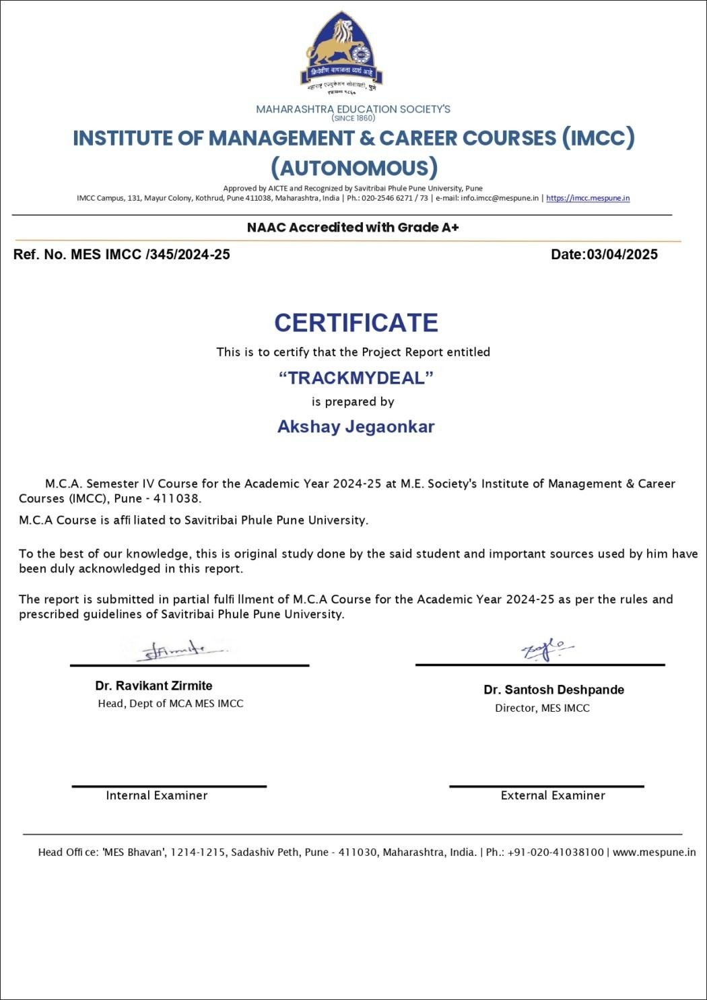 MES
क्रियेवीण वाचाळता व्यर्थ आहे
महाराष्ट्र एज्युकेशन सोसायटी, पुणे
स्थापना १८६०
MAHARASHTRA EDUCATION SOCIETY'S
(SINCE 1860)
INSTITUTE OF MANAGEMENT & CAREER COURSES (IMCC)
(AUTONOMOUS)
Approved by AICTE and Recognized by Savitribai Phule Pune University, Pune
IMCC Campus, 131, Mayur Colony, Kothrud, Pune 411038, Maharashtra, India | Ph.: 020-2546 6271 / 73 | e-mail: info.imcc@mespune.in | https://imcc.mespune.in
NAAC Accredited with Grade A+
Ref. No. MES IMCC /345/2024-25 Date:03/04/2025
CERTIFICATE
This is to certify that the Project Report entitled
“TRACKMYDEAL”
is prepared by
Akshay Jegaonkar
M.C.A. Semester IV Course for the Academic Year 2024-25 at M.E. Society's Institute of Management & Career
Courses (IMCC), Pune - 411038.
M.C.A Course is affiliated to Savitribai Phule Pune University.
To the best of our knowledge, this is original study done by the said student and important sources used by him have
been duly acknowledged in this report.
The report is submitted in partial fulfillment of M.C.A Course for the Academic Year 2024-25 as per the rules and
prescribed guidelines of Savitribai Phule Pune University.
Dr. Ravikant Zirmite
Head, Dept of MCA MES IMCC
Dr. Santosh Deshpande
Director, MES IMCC
Internal Examiner External Examiner
Head Office: 'MES Bhavan', 1214-1215, Sadashiv Peth, Pune - 411030, Maharashtra, India. | Ph.: +91-020-41038100 | www.mespune.in